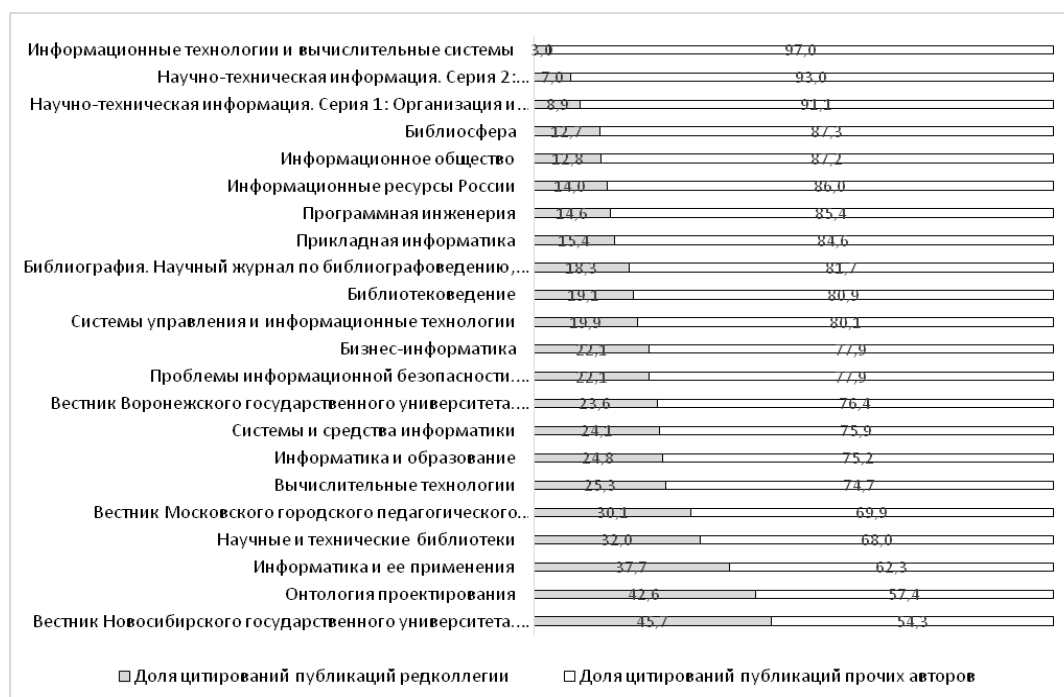 Информационные технологии и вычислительные системы 3,0 97,0
Научно-техническая информация. Серия 2:... 7,0 93,0
Научно-техническая информация. Серия 1: Организация и... 8,9 91,1
Библиосфера 12,7 87,3
Информационное общество 12,8 87,2
Информационные ресурсы России 14,0 86,0
Программная инженерия 14,6 85,4
Прикладная информатика 15,4 84,6
Библиография. Научный журнал по библиографоведению,... 18,3 81,7
Библиотековедение 19,1 80,9
Системы управления и информационные технологии 19,9 80,1
Бизнес-информатика 22,1 77,9
Проблемы информационной безопасности.... 22,1 77,9
Вестник Воронежского государственного университета.... 23,6 76,4
Системы и средства информатики 24,1 75,9
Информатика и образование 24,8 75,2
Вычислительные технологии 25,3 74,7
Вестник Московского городского педагогического... 30,1 69,9
Научные и технические библиотеки 32,0 68,0
Информатика и ее применения 37,7 62,3
Онтология проектирования 42,6 57,4
Вестник Новосибирского государственного университета.... 45,7 54,3
Доля цитирований публикаций редколлегии Доля цитирований публикаций прочих авторов